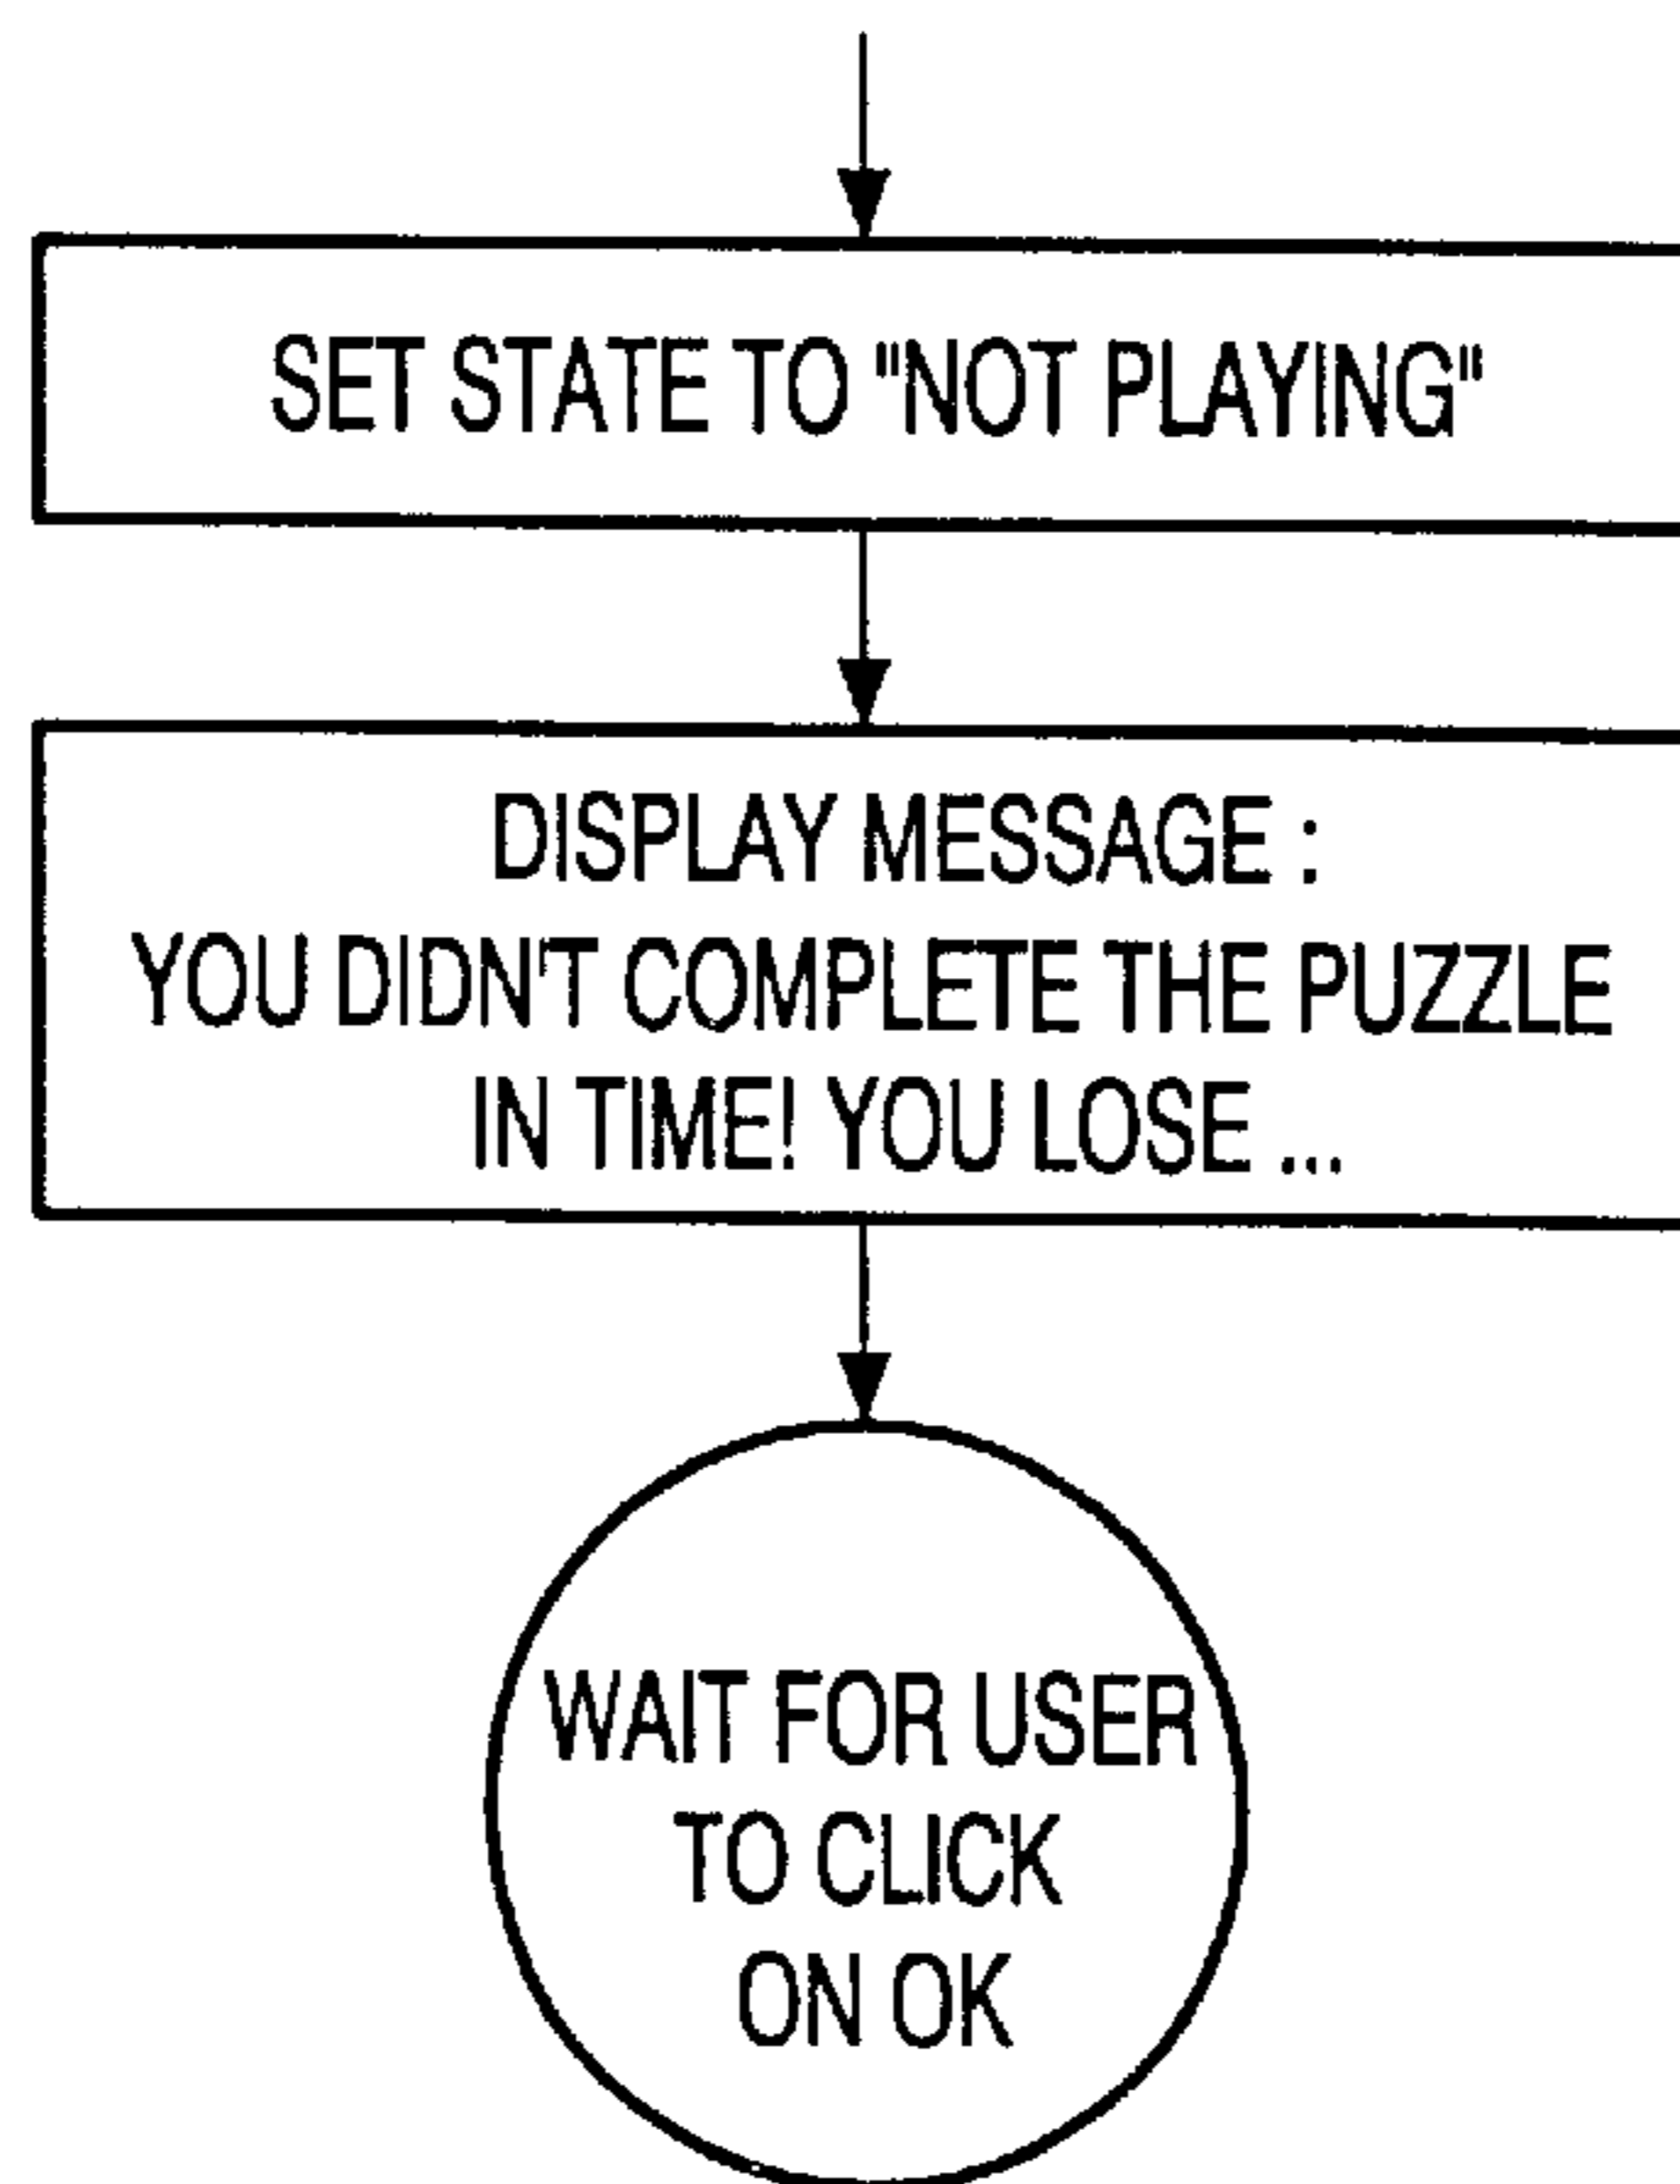 SET STATE TO "NOT PLAYING"
DISPLAY MESSAGE :
YOU DIDN'T COMPLETE THE PUZZLE
IN TIME! YOU LOSE ...
WAIT FOR USER
TO CLICK
ON OK